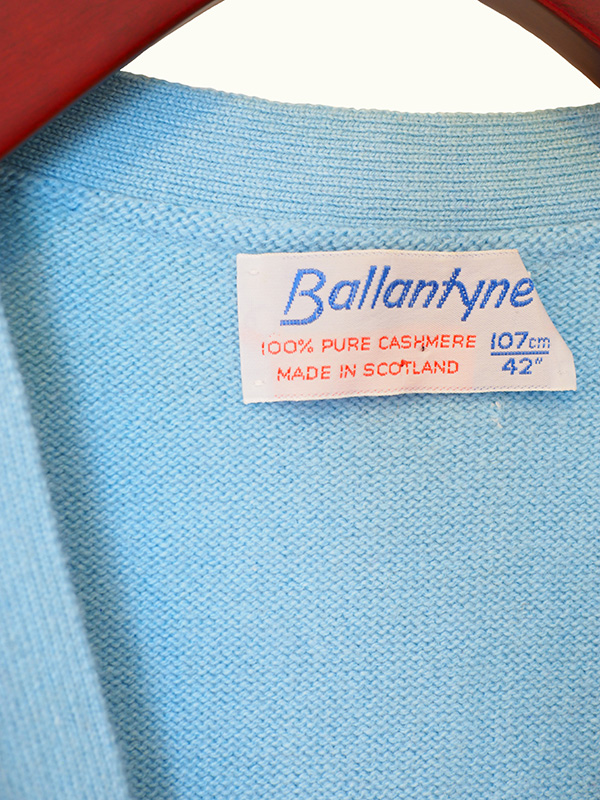 Ballantyne
100% PURE CASHMERE 107cm
MADE IN SCOTLAND 42"